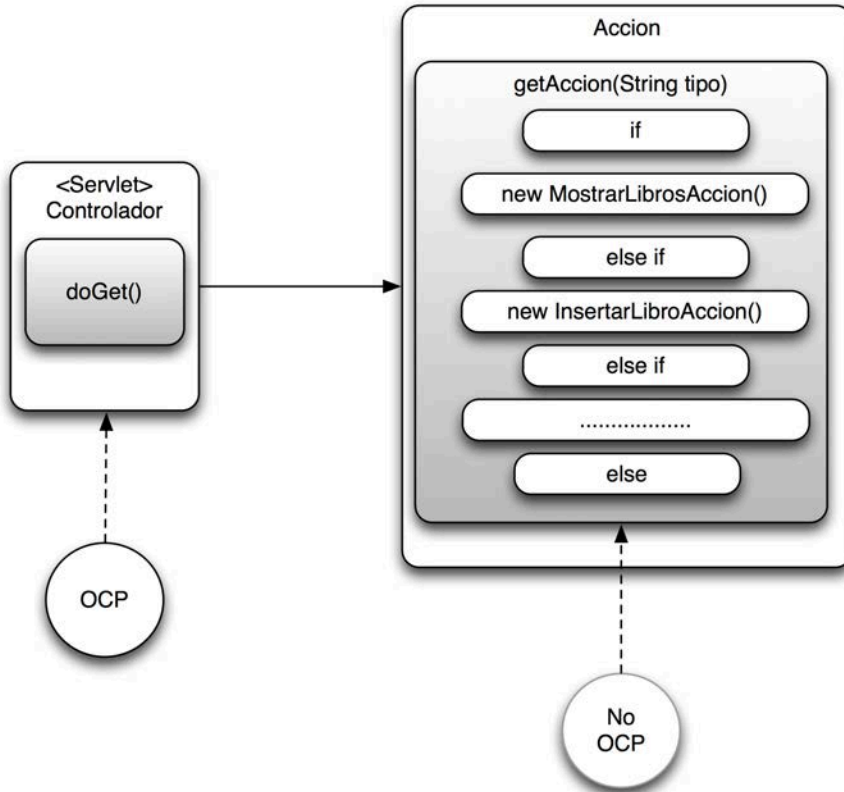 <Servlet>
Controlador
doGet()
OCP
Accion
getAccion(String tipo)
if
new MostrarLibrosAccion()
else if
new InsertarLibroAccion()
else if
..................
else
No
OCP